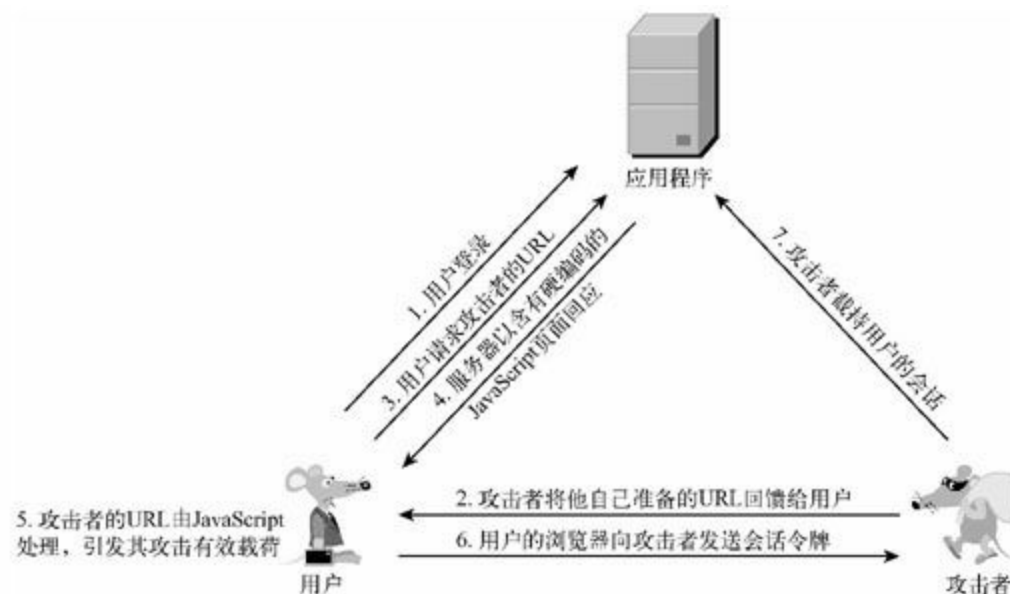 应用程序
1. 用户登录
3. 用户请求攻击者的URL
4. 服务器以含有硬编码的
JavaScript页面回应
7. 攻击者截持用户的会话
2. 攻击者将他自己准备的URL回馈给用户
5. 攻击者的URL由JavaScript
处理，引发其攻击有效载荷
6. 用户的浏览器向攻击者发送会话令牌
用户
攻击者